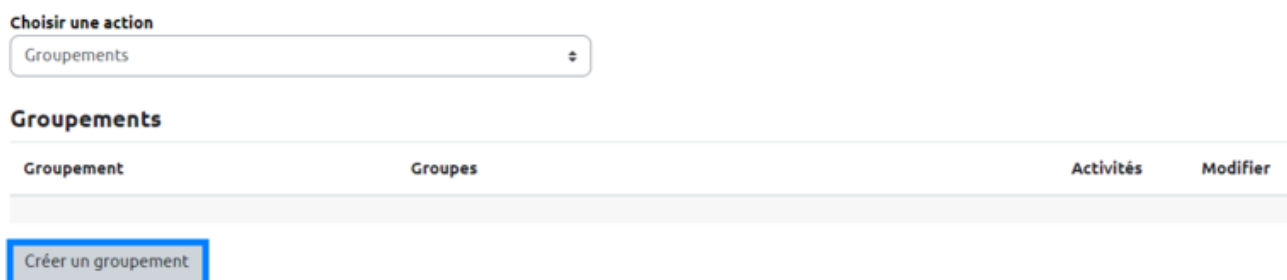 Choisir une action
Groupements
Groupements
Groupement Groupes Activités Modifier
Créer un groupement